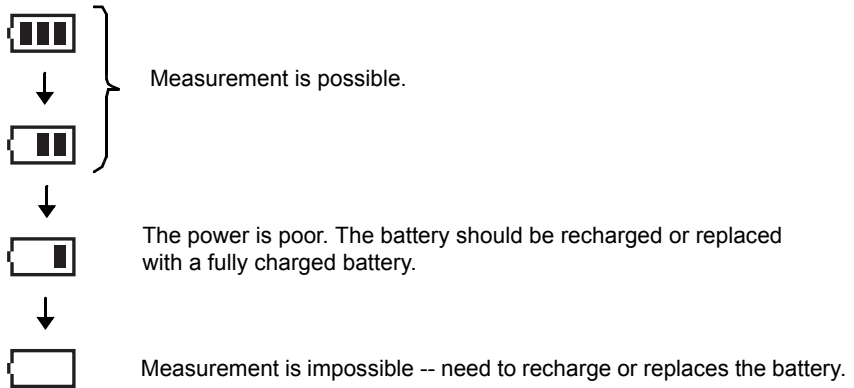 Measurement is possible.
The power is poor. The battery should be recharged or replaced
with a fully charged battery.
Measurement is impossible -- need to recharge or replaces the battery.